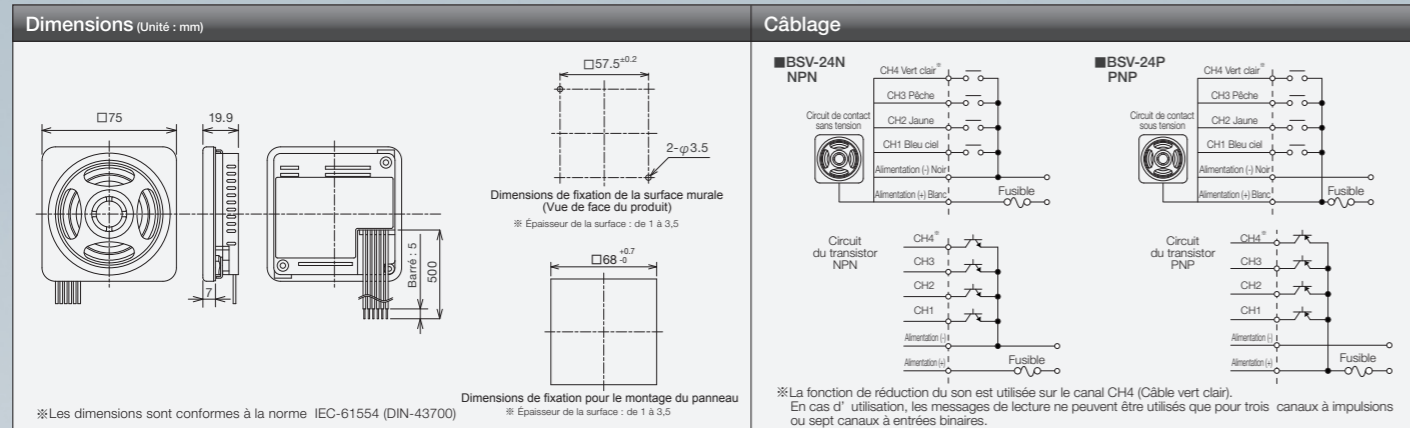 Dimensions (Unité : mm)
□75
19.9
7
Barré : 5
500
□57.5±0.2
2-φ3.5
Dimensions de fixation de la surface murale
(Vue de face du produit)
※ Épaisseur de la surface : de 1 à 3,5
□68 +0.7 -0
Dimensions de fixation pour le montage du panneau
※ Épaisseur de la surface : de 1 à 3,5
※Les dimensions sont conformes à la norme IEC-61554 (DIN-43700)
Câblage
■BSV-24N
NPN
Circuit de contact
sans tension
CH4 Vert clair※
CH3 Pêche
CH2 Jaune
CH1 Bleu ciel
Alimentation (-) Noir
Alimentation (+) Blanc
Fusible
Circuit
du transistor
NPN
CH4※
CH3
CH2
CH1
Alimentation (-)
Alimentation (+)
Fusible
■BSV-24P
PNP
Circuit de contact
sous tension
CH4 Vert clair※
CH3 Pêche
CH2 Jaune
CH1 Bleu ciel
Alimentation (-) Noir
Alimentation (+) Blanc
Fusible
Circuit
du transistor
PNP
CH4※
CH3
CH2
CH1
Alimentation (-)
Alimentation (+)
Fusible
※La fonction de réduction du son est utilisée sur le canal CH4 (Câble vert clair).
En cas d' utilisation, les messages de lecture ne peuvent être utilisés que pour trois canaux à impulsions
ou sept canaux à entrées binaires.